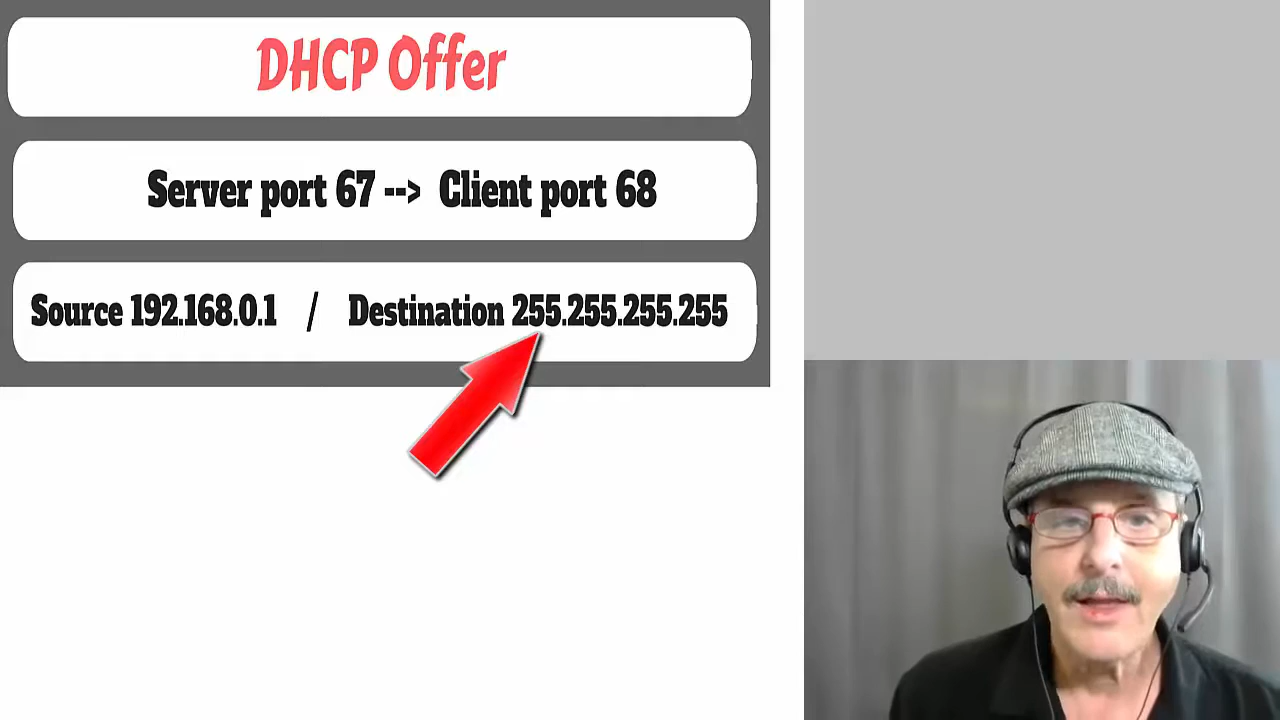 DHCP Offer
Server port 67 --> Client port 68
Source 192.168.0.1 / Destination 255.255.255.255